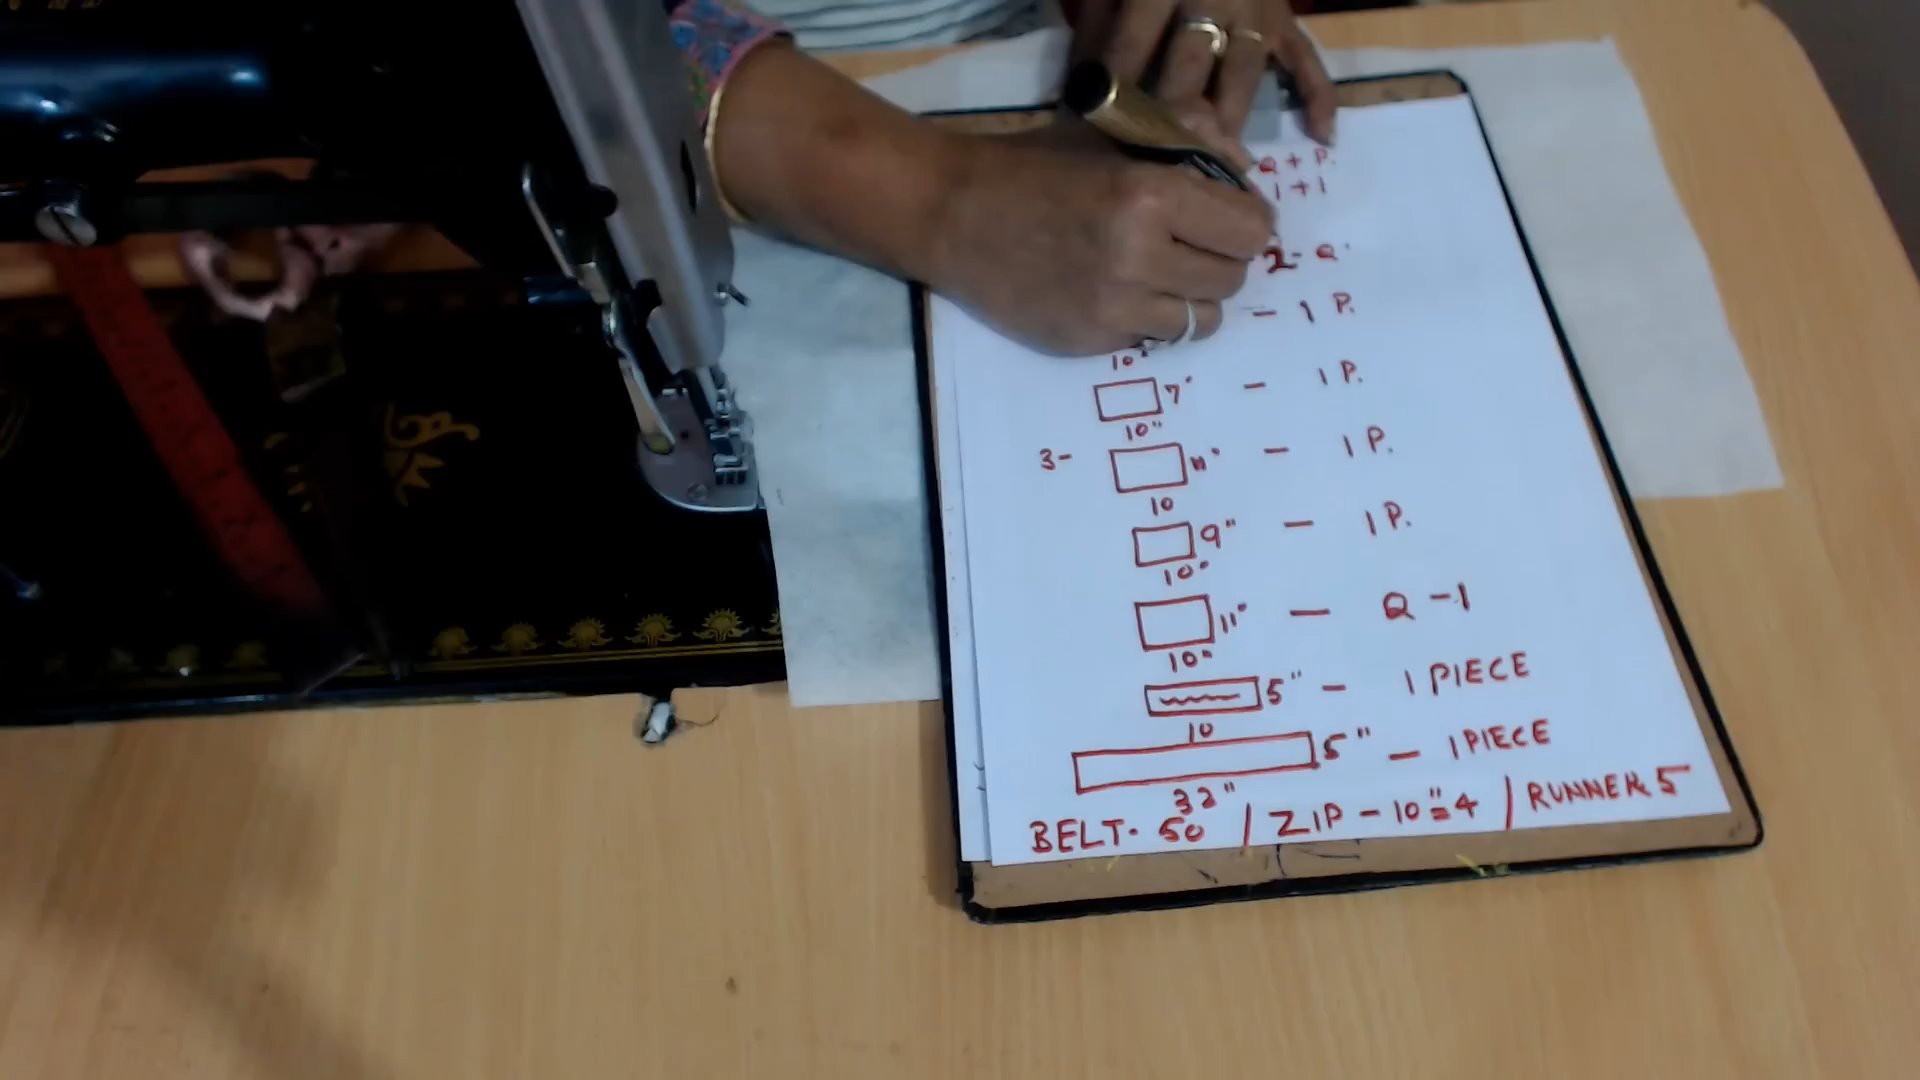 Q + P.
1 + 1
2 - Q
— 1 P.
10"
7" — 1 P.
10"
3- — 1 P.
10
9" — 1 P.
10"
11" — Q - 1
10"
5" — 1 PIECE
10
5" — 1 PIECE
32"
BELT- 50" / ZIP - 10" = 4 / RUNNER 5